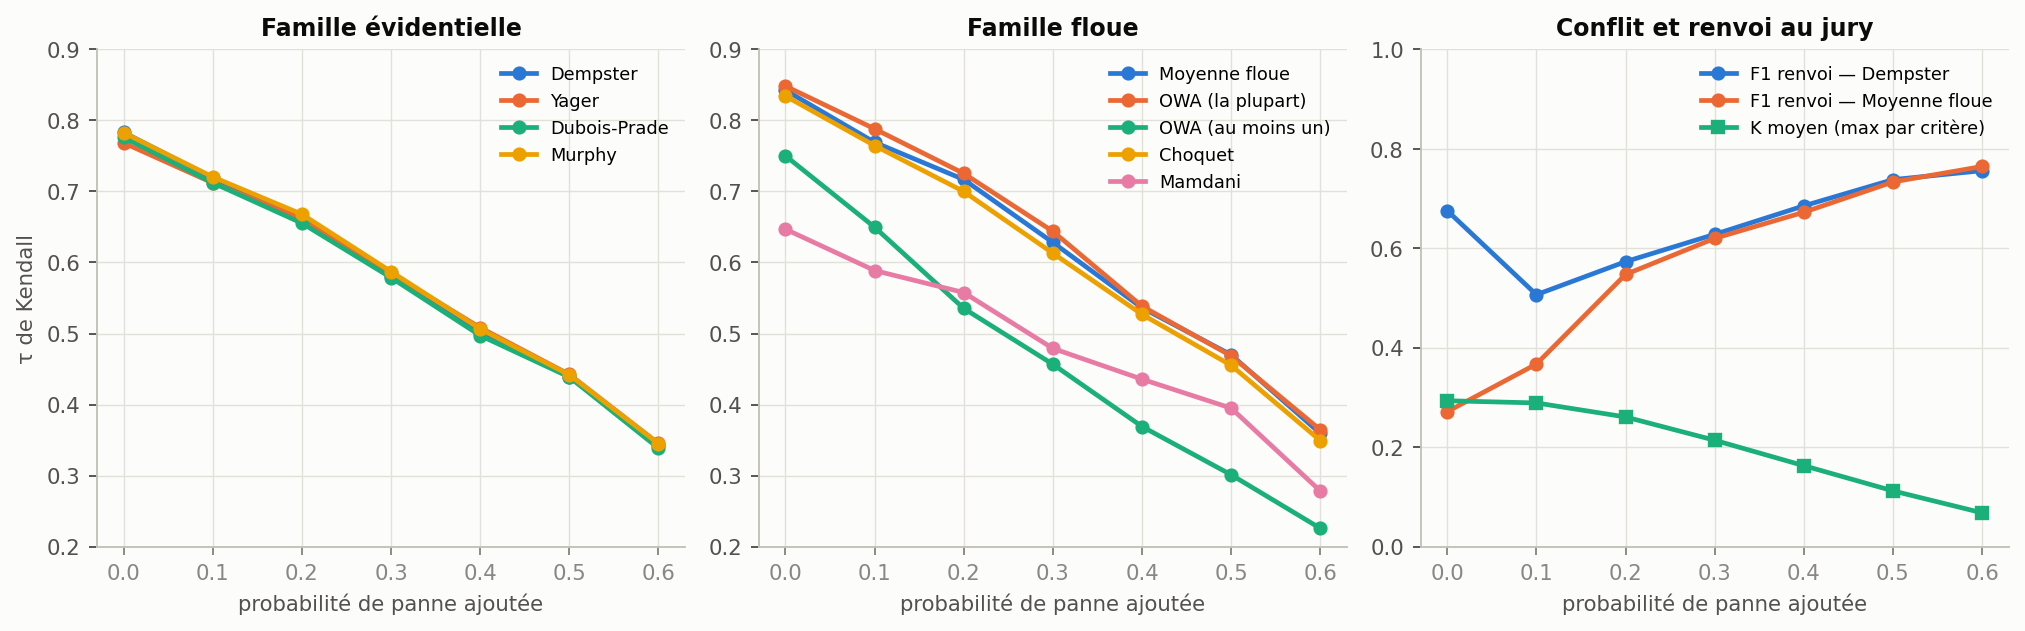 Famille évidentielle
0.9
0.8
0.7
0.6
0.5
0.4
0.3
0.2
τ de Kendall
Dempster
Yager
Dubois-Prade
Murphy
0.0 0.1 0.2 0.3 0.4 0.5 0.6
probabilité de panne ajoutée
Famille floue
0.9
0.8
0.7
0.6
0.5
0.4
0.3
0.2
Moyenne floue
OWA (la plupart)
OWA (au moins un)
Choquet
Mamdani
0.0 0.1 0.2 0.3 0.4 0.5 0.6
probabilité de panne ajoutée
Conflit et renvoi au jury
1.0
0.8
0.6
0.4
0.2
0.0
F1 renvoi — Dempster
F1 renvoi — Moyenne floue
K moyen (max par critère)
0.0 0.1 0.2 0.3 0.4 0.5 0.6
probabilité de panne ajoutée